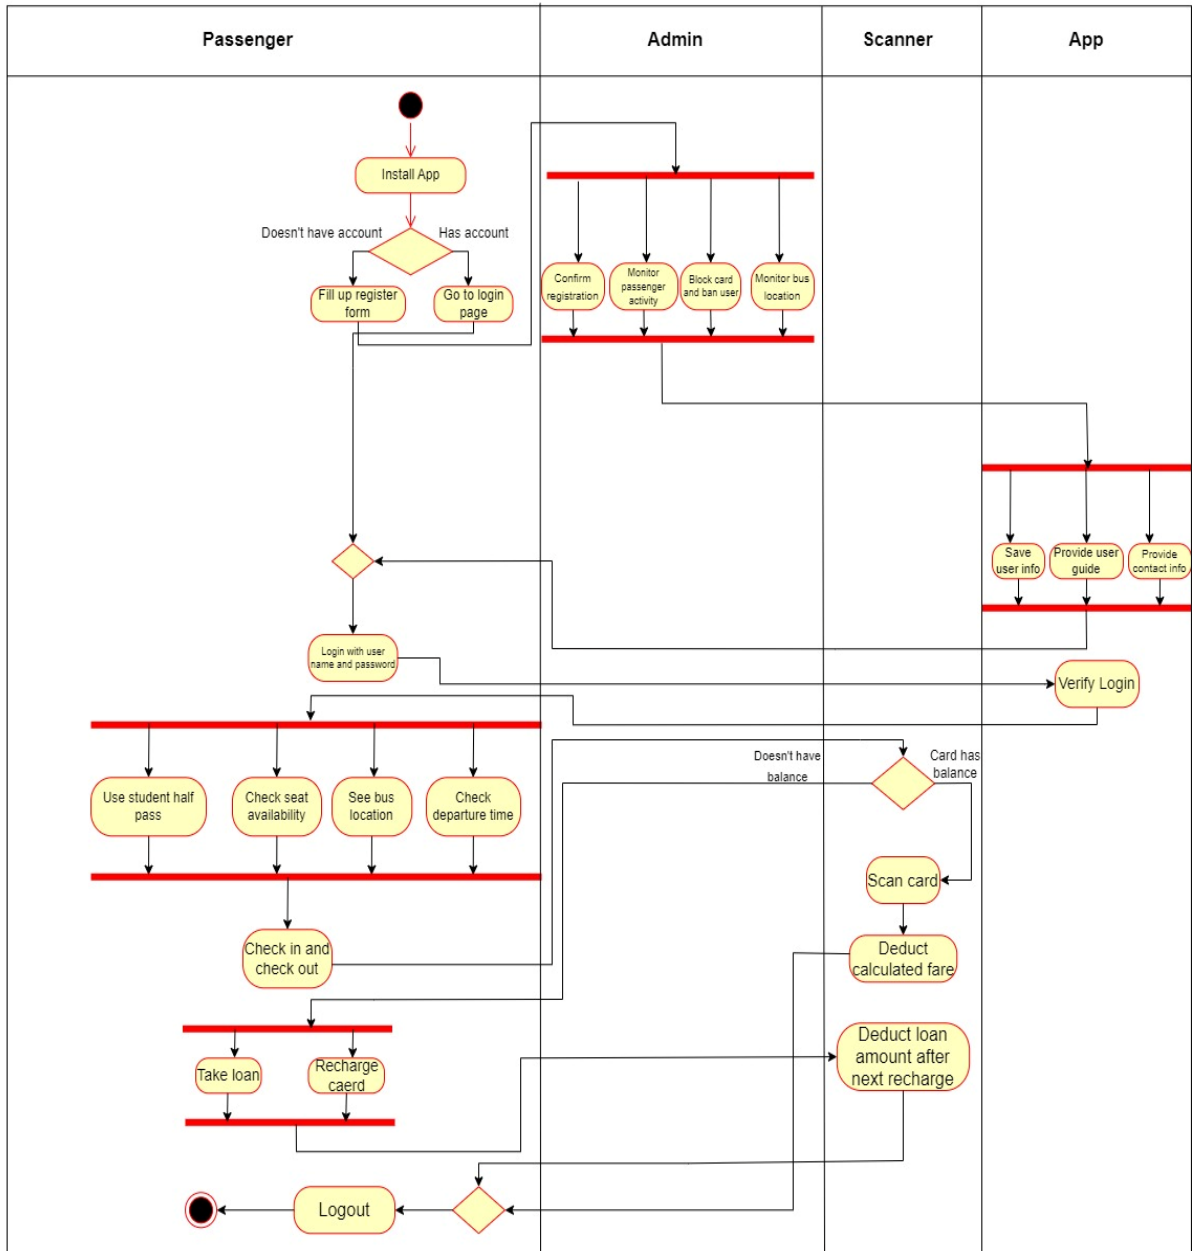 Passenger
Admin
Scanner
App
Install App
Doesn't have account
Has account
Fill up register
form
Go to login
page
Confirm
registration
Monitor
passenger
activity
Block card
and ban user
Monitor bus
location
Save
user info
Provide user
guide
Provide
contact info
Login with user
name and password
Verify Login
Doesn't have
balance
Card has
balance
Use student half
pass
Check seat
availability
See bus
location
Check
departure time
Scan card
Check in and
check out
Deduct
calculated fare
Take loan
Recharge
caerd
Deduct loan
amount after
next recharge
Logout